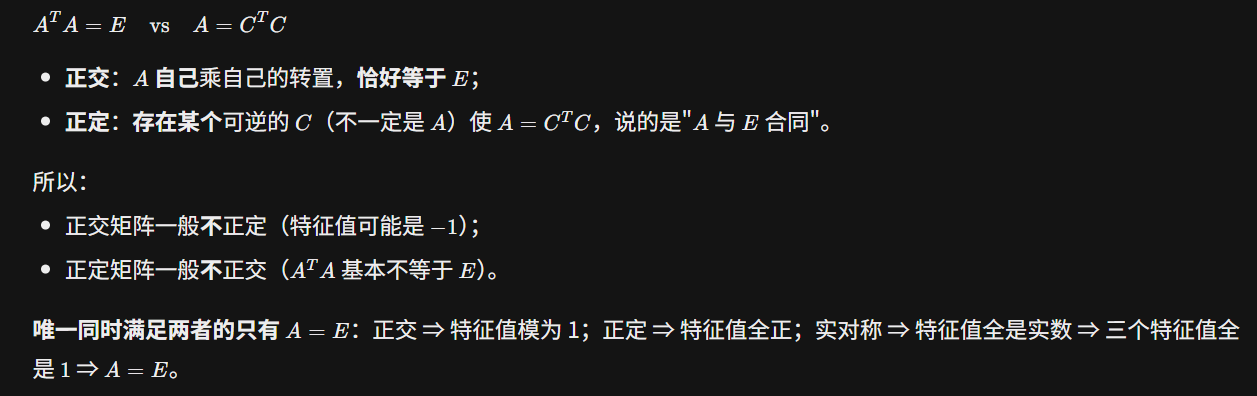 $A^T A = E$ vs $A = C^T C$
• 正交：$A$ 自己乘自己的转置，恰好等于 $E$；
• 正定：存在某个可逆的 $C$（不一定是 $A$）使 $A = C^T C$，说的是"$A$ 与 $E$ 合同"。
所以：
• 正交矩阵一般不正定（特征值可能是 $-1$）；
• 正定矩阵一般不正交（$A^T A$ 基本不等于 $E$）。
唯一同时满足两者的只有 $A = E$：正交 ⇒ 特征值模为 1；正定 ⇒ 特征值全正；实对称 ⇒ 特征值全是实数 ⇒ 三个特征值全
是 $1 \Rightarrow A = E$。